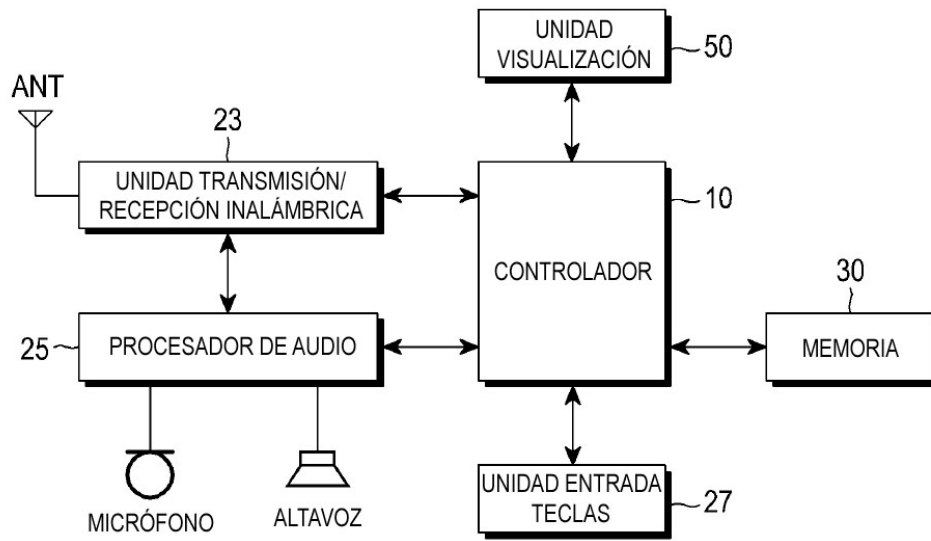 UNIDAD
VISUALIZACIÓN
50
ANT
23
UNIDAD TRANSMISIÓN/
RECEPCIÓN INALÁMBRICA
10
CONTROLADOR
30
MEMORIA
25
PROCESADOR DE AUDIO
MICRÓFONO
ALTAVOZ
UNIDAD ENTRADA
TECLAS
27